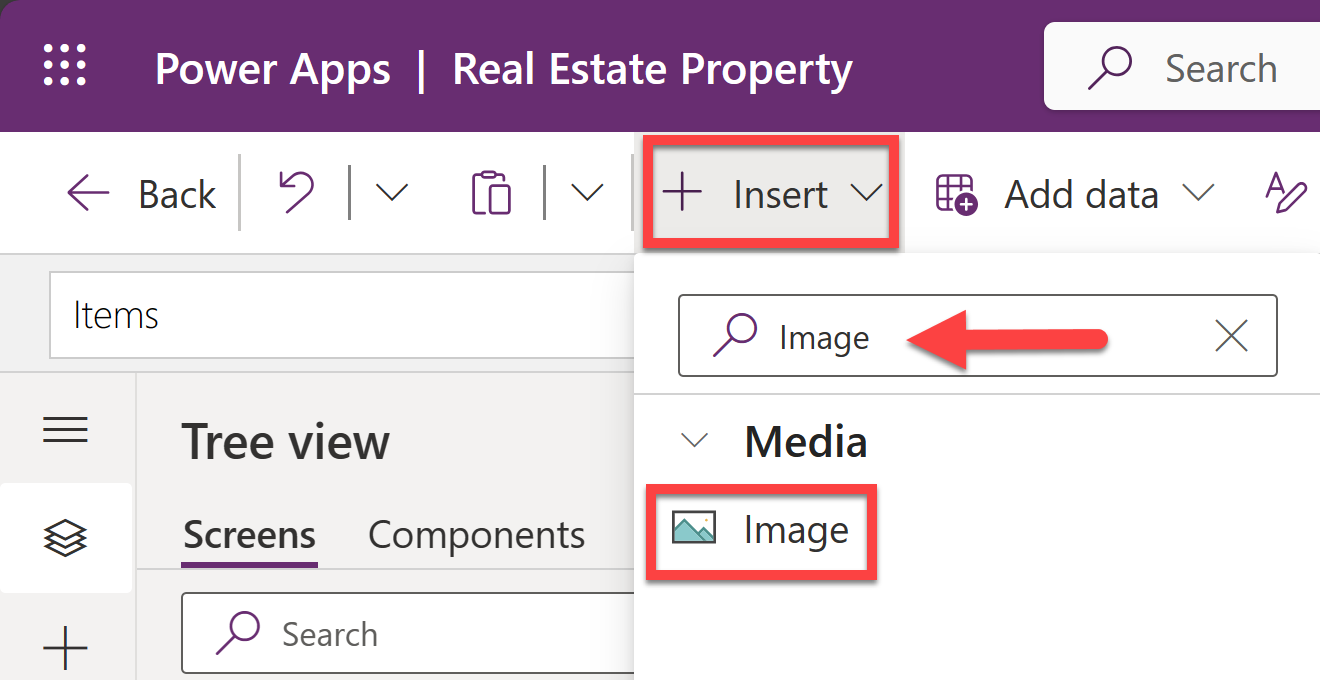 Power Apps | Real Estate Property
Search
Back
Insert
Add data
Items
Image
Tree view
Media
Image
Screens
Components
Search